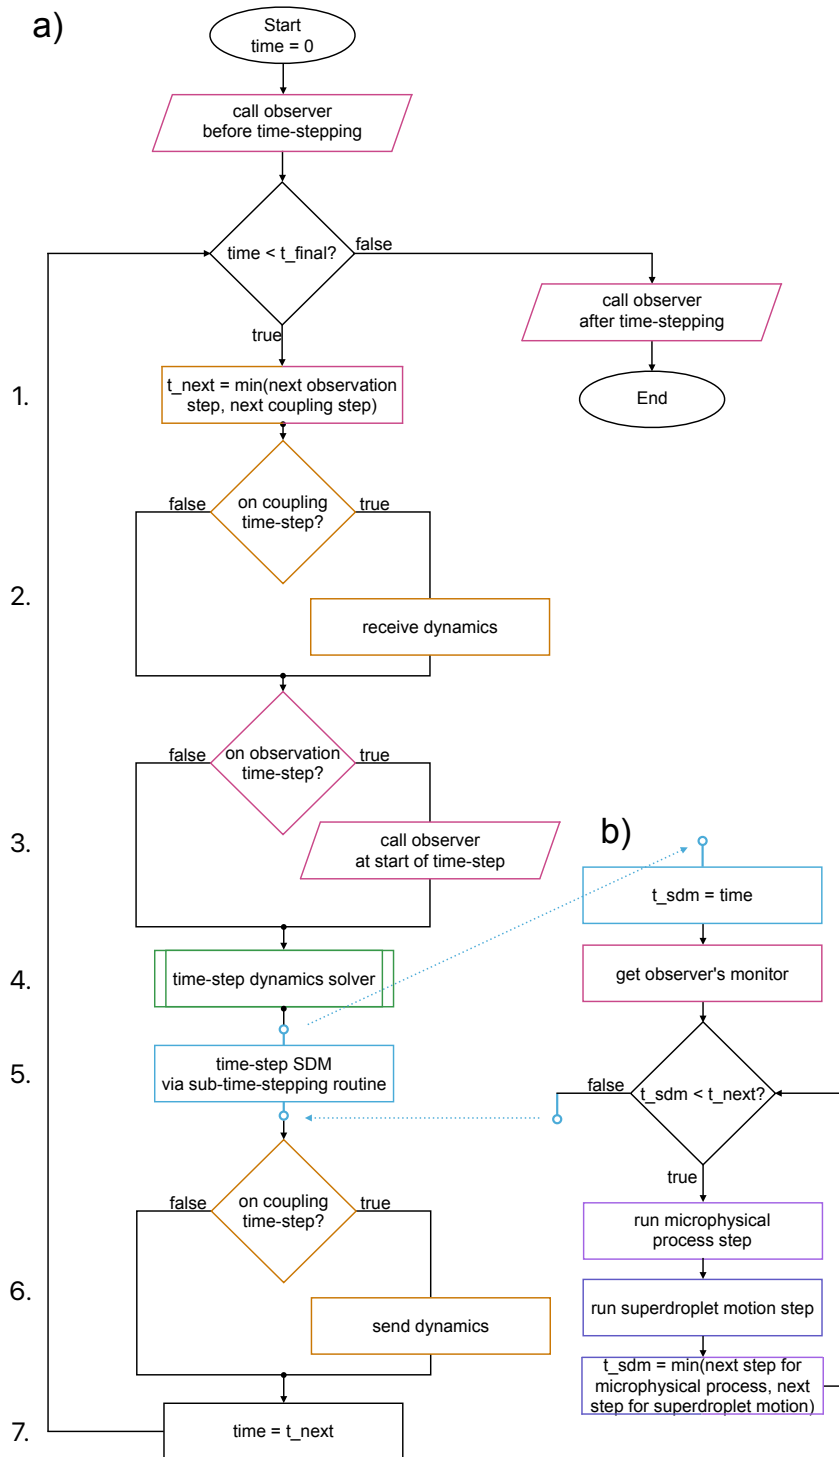 a)
Start
time = 0
call observer
before time-stepping
time < t_final?
false
true
call observer
after time-stepping
End
1.
t_next = min(next observation
step, next coupling step)
false
on coupling
time-step?
true
2.
receive dynamics
false
on observation
time-step?
true
3.
call observer
at start of time-step
4.
time-step dynamics solver
5.
time-step SDM
via sub-time-stepping routine
false
on coupling
time-step?
true
6.
send dynamics
7.
time = t_next
b)
t_sdm = time
get observer's monitor
false
t_sdm < t_next?
true
run microphysical
process step
run superdroplet motion step
t_sdm = min(next step for
microphysical process, next
step for superdroplet motion)